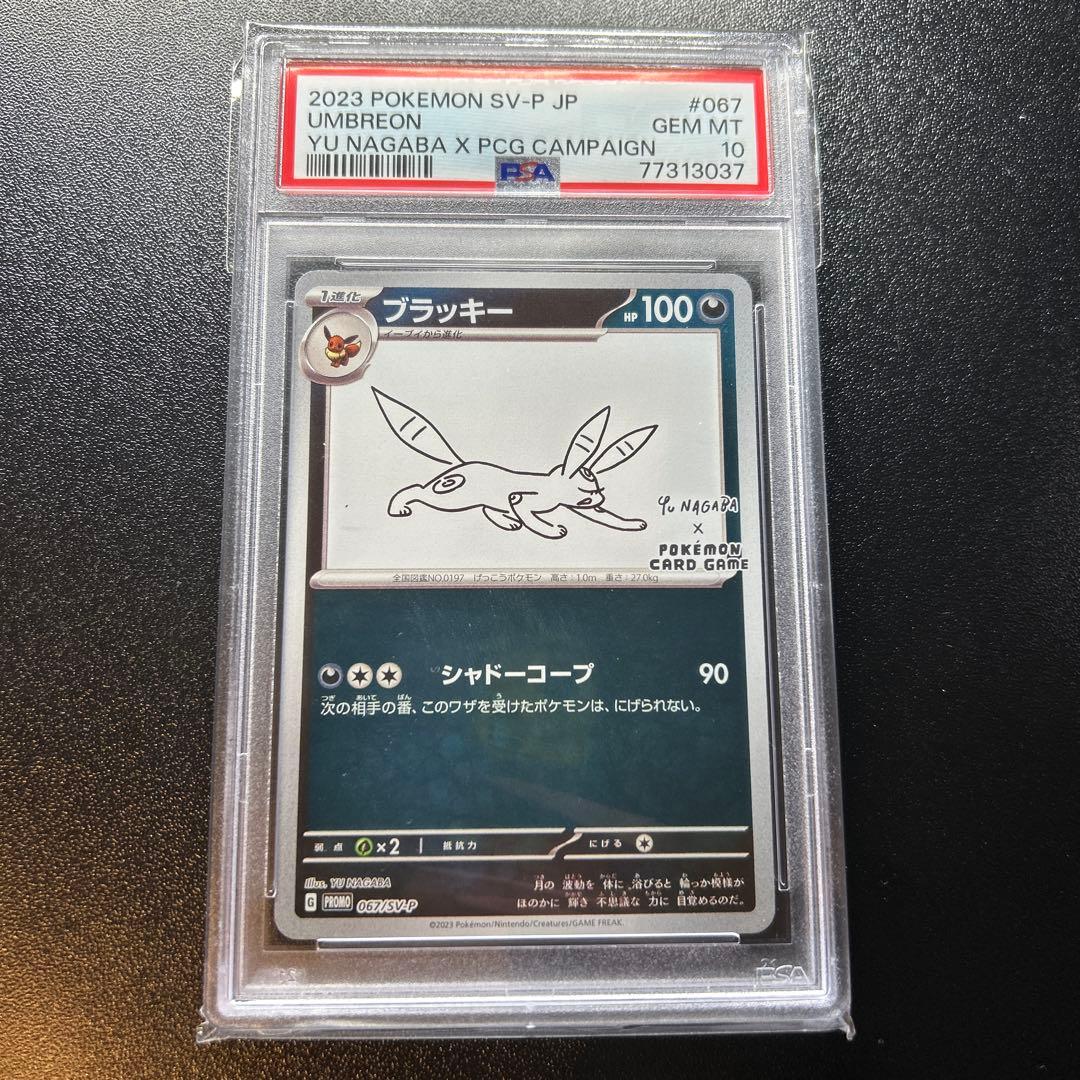 2023 POKEMON SV-P JP #067
UMBREON GEM MT
YU NAGABA X PCG CAMPAIGN 10
PSA 77313037
1進化 ブラッキー HP 100
イーブイから進化
YU NAGABA
X
POKÉMON
CARD GAME
全国図鑑NO.0197 げっこうポケモン 高さ:1.0m 重さ:27.0kg
シャドーコープ 90
次の相手の番、このワザを受けたポケモンは、にげられない。
弱点 ×2 抵抗力 にげる
Illus. YU NAGABA
月の 波動を 体に 浴びると 輪っか模様が
ほのかに 輝き 不思議な 力に 目覚めるのだ。
G PROMO 067/SV-P
©2023 Pokémon/Nintendo/Creatures/GAME FREAK.
PSA